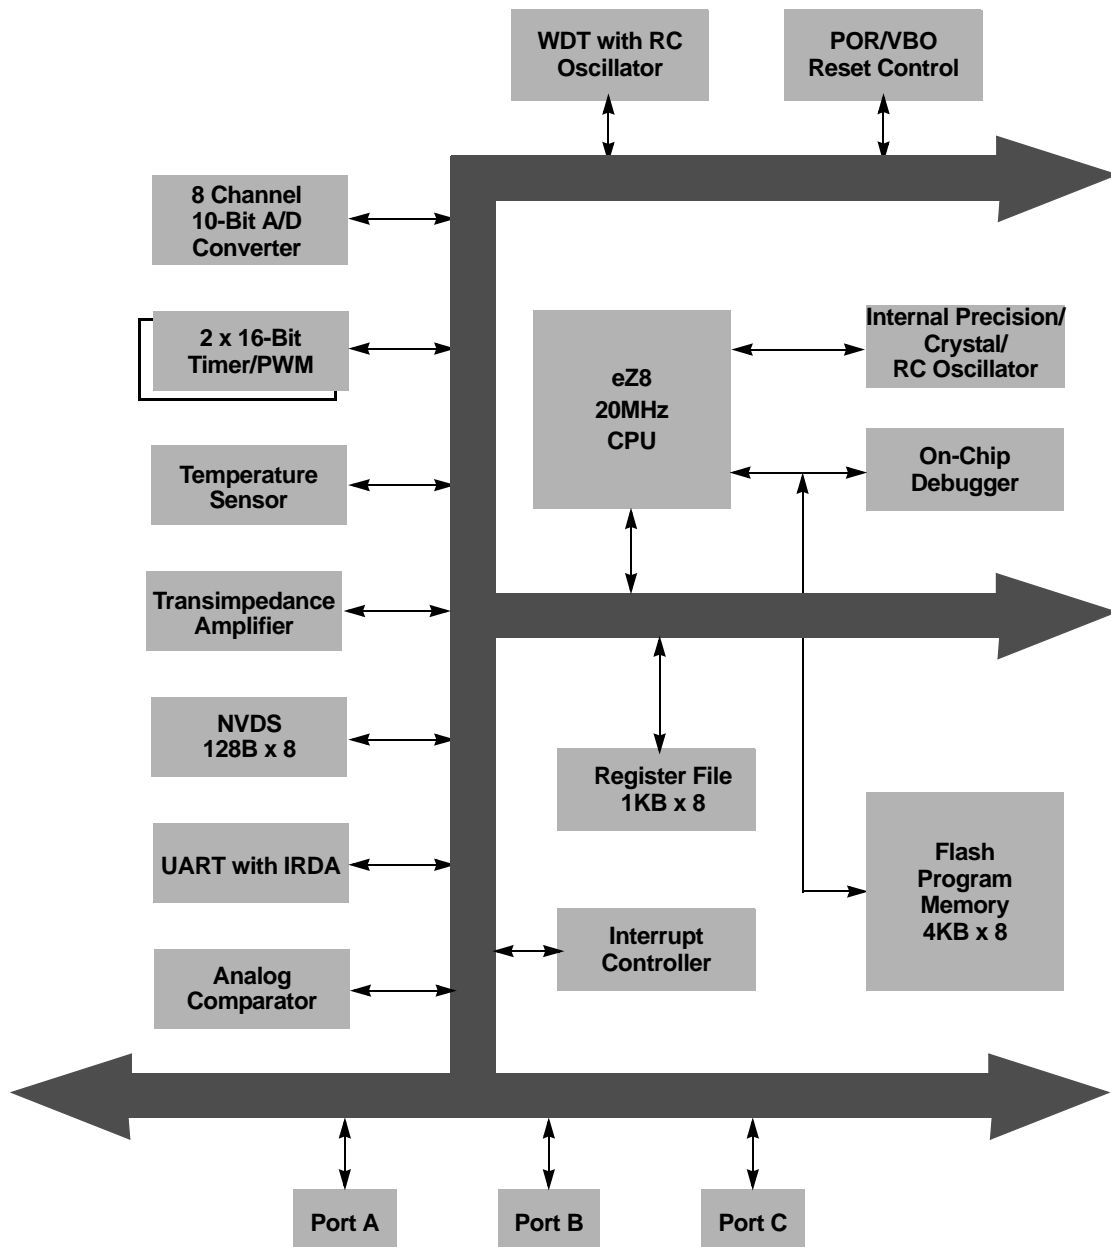 WDT with RC
Oscillator
POR/VBO
Reset Control
8 Channel
10-Bit A/D
Converter
2 x 16-Bit
Timer/PWM
Internal Precision/
Crystal/
RC Oscillator
eZ8
20MHz
CPU
On-Chip
Debugger
Temperature
Sensor
Transimpedance
Amplifier
NVDS
128B x 8
Register File
1KB x 8
UART with IRDA
Flash
Program
Memory
4KB x 8
Interrupt
Controller
Analog
Comparator
Port A
Port B
Port C